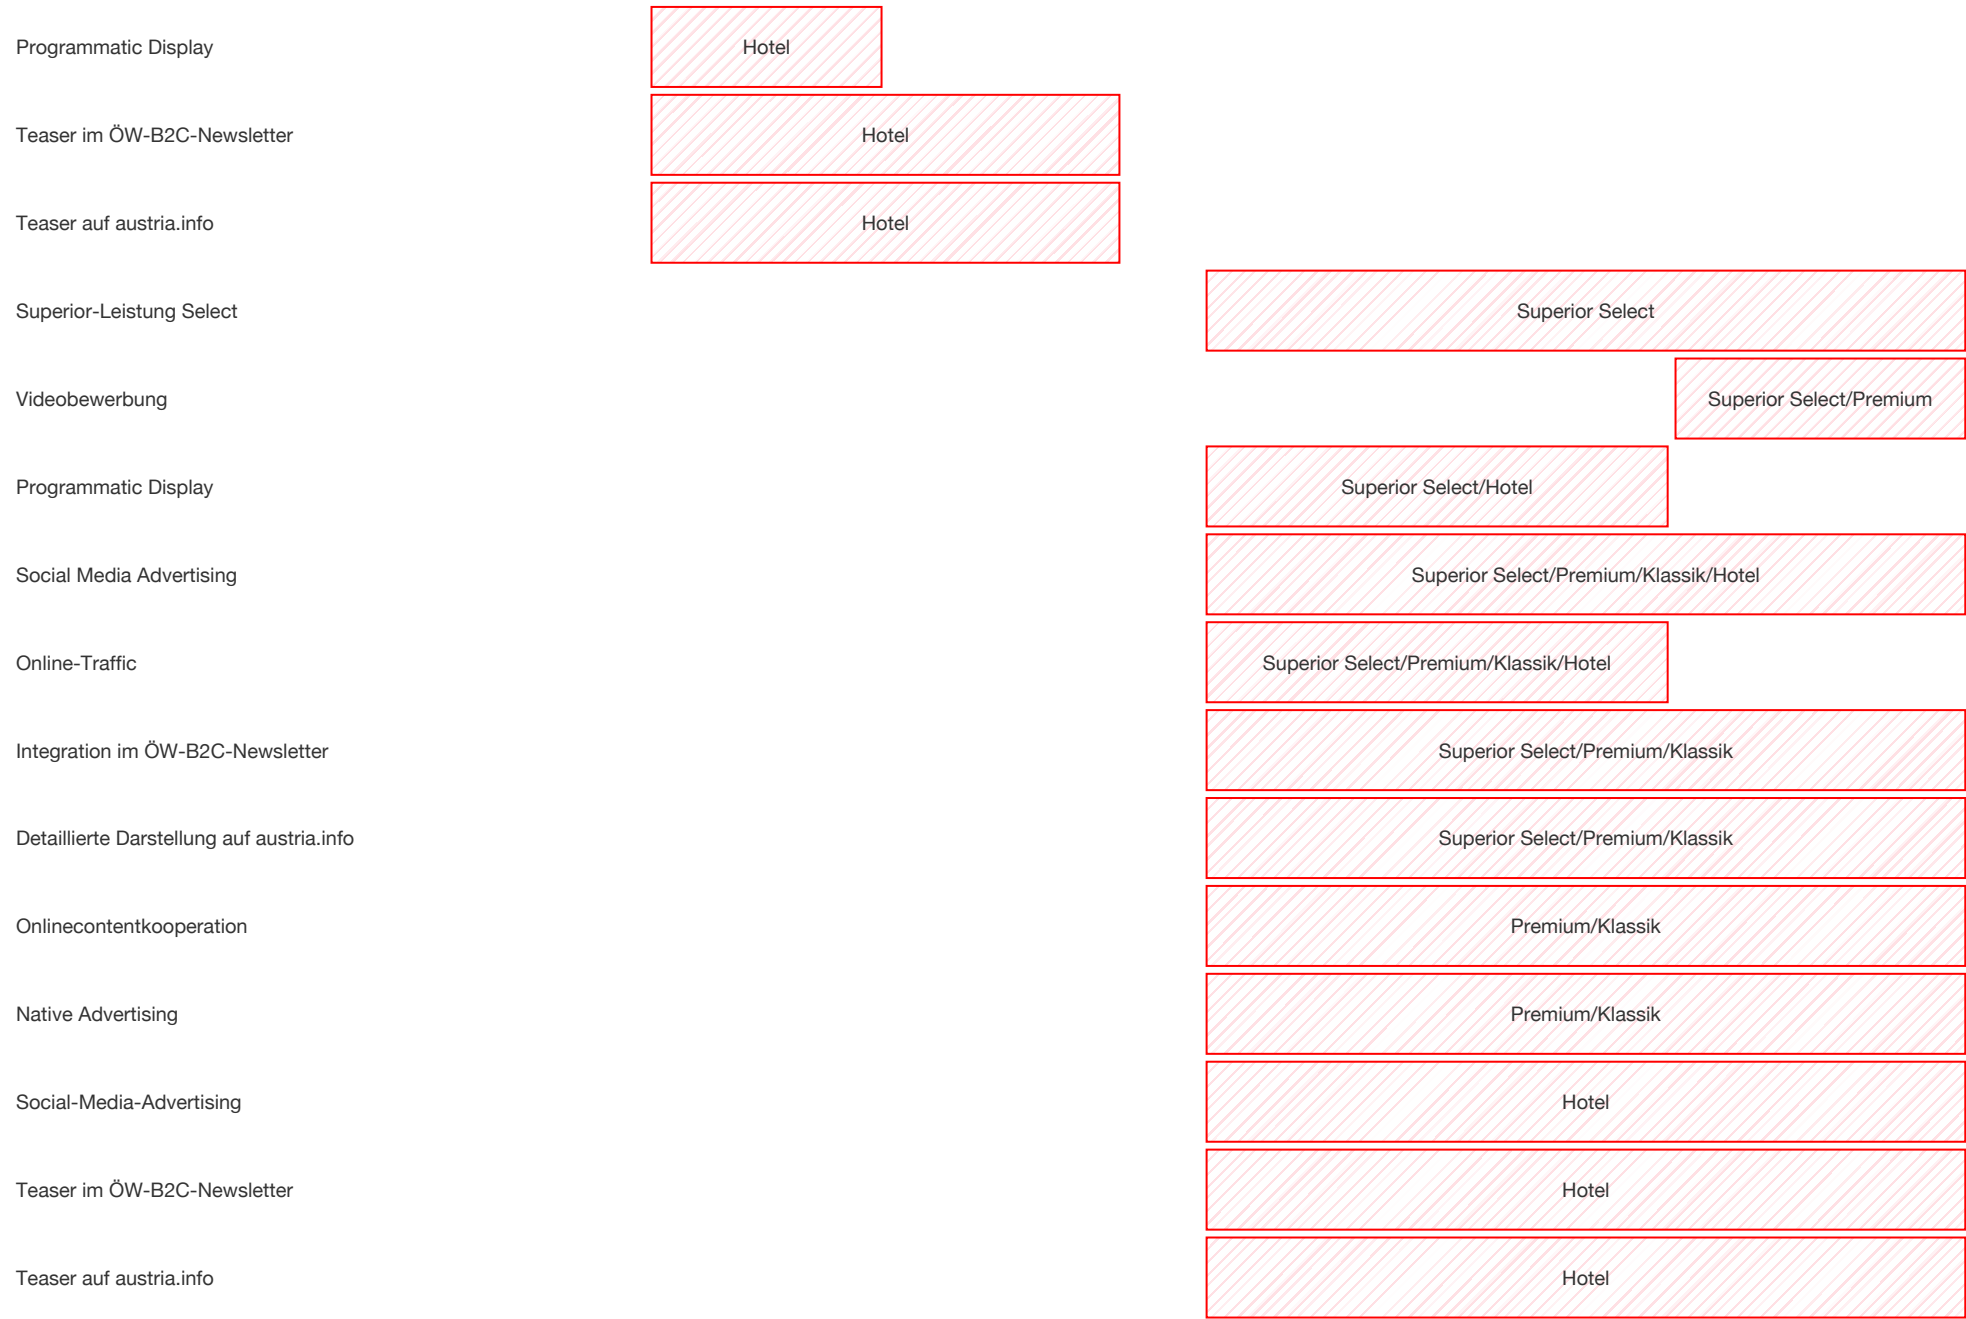 Programmatic Display
Hotel
Teaser im ÖW-B2C-Newsletter
Hotel
Teaser auf austria.info
Hotel
Superior-Leistung Select
Superior Select
Videobewerbung
Superior Select/Premium
Programmatic Display
Superior Select/Hotel
Social Media Advertising
Superior Select/Premium/Klassik/Hotel
Online-Traffic
Superior Select/Premium/Klassik/Hotel
Integration im ÖW-B2C-Newsletter
Superior Select/Premium/Klassik
Detaillierte Darstellung auf austria.info
Superior Select/Premium/Klassik
Onlinecontentkooperation
Premium/Klassik
Native Advertising
Premium/Klassik
Social-Media-Advertising
Hotel
Teaser im ÖW-B2C-Newsletter
Hotel
Teaser auf austria.info
Hotel